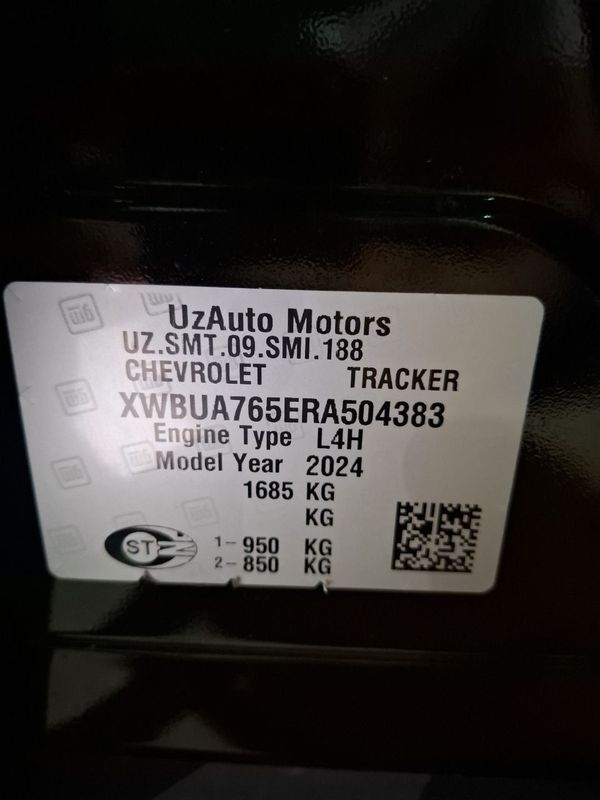 UzAuto Motors
UZ.SMT.09.SMI.188
CHEVROLET TRACKER
XWBUA765ERA504383
Engine Type L4H
Model Year 2024
1685 KG
KG
1- 950 KG
2- 850 KG
ST
gm